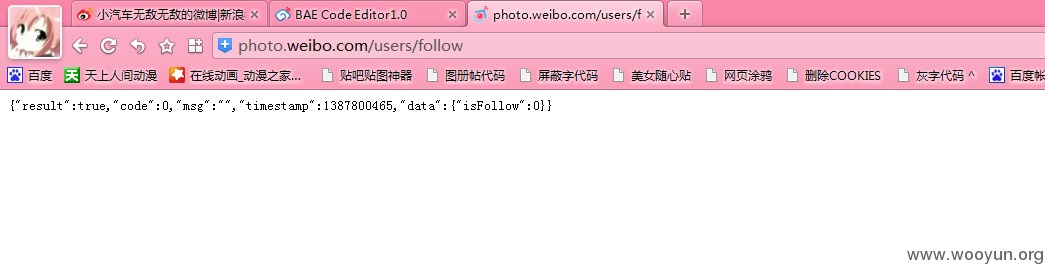 小汽车无敌无敌的微博|新浪 BAE Code Editor1.0 photo.weibo.com/users/f
photo.weibo.com/users/follow
百度 天上人间动漫 在线动画_动漫之家... 贴吧贴图神器 图册帖代码 屏蔽字代码 美女随心贴 网页涂鸦 删除COOKIES 灰字代码 ^ 百度帐
{"result":true,"code":0,"msg":"","timestamp":1387800465,"data":{"isFollow":0}}
www.wooyun.org